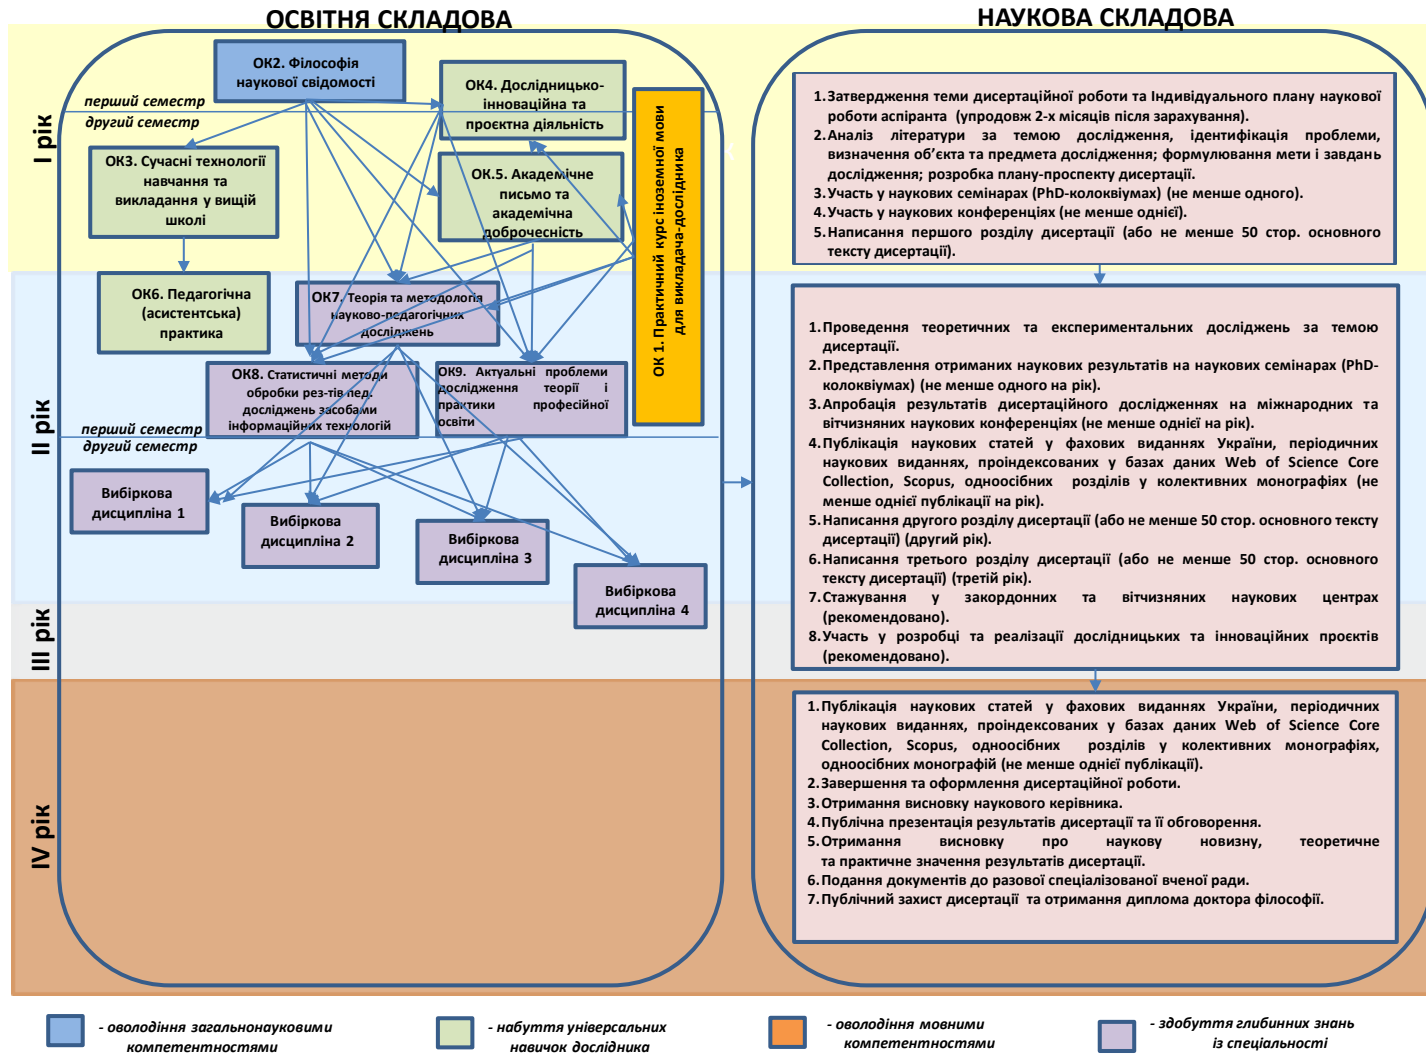 ОСВІТНЯ СКЛАДОВА
НАУКОВА СКЛАДОВА
І рік
ІІ рік
ІІІ рік
IV рік
перший семестр
другий семестр
ОК2. Філософія
наукової свідомості
ОК4. Дослідницько-
інноваційна та
проєктна діяльність
ОК3. Сучасні технології
навчання та
викладання у вищій
школі
ОК.5. Академічне
письмо та
академічна
доброчесність
ОК 1. Практичний курс іноземної мови
для викладача-дослідника
ОК6. Педагогічна
(асистентська)
практика
ОК7. Теорія та методологія
науково-педагогічних
досліджень
ОК8. Статистичні методи
обробки рез-тів пед.
досліджень засобами
інформаційних технологій
ОК9. Актуальні проблеми
дослідження теорії і
практики професійної
освіти
перший семестр
другий семестр
Вибіркова
дисципліна 1
Вибіркова
дисципліна 2
Вибіркова
дисципліна 3
Вибіркова
дисципліна 4
1.Затвердження теми дисертаційної роботи та Індивідуального плану наукової
роботи аспіранта (упродовж 2-х місяців після зарахування).
2.Аналіз літератури за темою дослідження, ідентифікація проблеми,
визначення об’єкта та предмета дослідження; формулювання мети і завдань
дослідження; розробка плану-проспекту дисертації.
3.Участь у наукових семінарах (PhD-колоквіумах) (не менше одного).
4.Участь у наукових конференціях (не менше однієї).
5.Написання першого розділу дисертації (або не менше 50 стор. основного
тексту дисертації).
1.Проведення теоретичних та експериментальних досліджень за темою
дисертації.
2.Представлення отриманих наукових результатів на наукових семінарах (PhD-
колоквіумах) (не менше одного на рік).
3.Апробація результатів дисертаційного дослідженнях на міжнародних та
вітчизняних наукових конференціях (не менше однієї на рік).
4.Публікація наукових статей у фахових виданнях України, періодичних
наукових виданнях, проіндексованих у базах даних Web of Science Core
Collection, Scopus, одноосібних розділів у колективних монографіях (не
менше однієї публікації на рік).
5.Написання другого розділу дисертації (або не менше 50 стор. основного тексту
дисертації) (другий рік).
6.Написання третього розділу дисертації (або не менше 50 стор. основного
тексту дисертації) (третій рік).
7.Стажування у закордонних та вітчизняних наукових центрах
(рекомендовано).
8.Участь у розробці та реалізації дослідницьких та інноваційних проєктів
(рекомендовано).
1.Публікація наукових статей у фахових виданнях України, періодичних
наукових виданнях, проіндексованих у базах даних Web of Science Core
Collection, Scopus, одноосібних розділів у колективних монографіях,
одноосібних монографій (не менше однієї публікації).
2.Завершення та оформлення дисертаційної роботи.
3.Отримання висновку наукового керівника.
4.Публічна презентація результатів дисертації та її обговорення.
5.Отримання висновку про наукову новизну, теоретичне
та практичне значення результатів дисертації.
6.Подання документів до разової спеціалізованої вченої ради.
7.Публічний захист дисертації та отримання диплома доктора філософії.
- оволодіння загальнонауковими
компетентностями
- набуття універсальних
навичок дослідника
- оволодіння мовними
компетентностями
- здобуття глибинних знань
із спеціальності